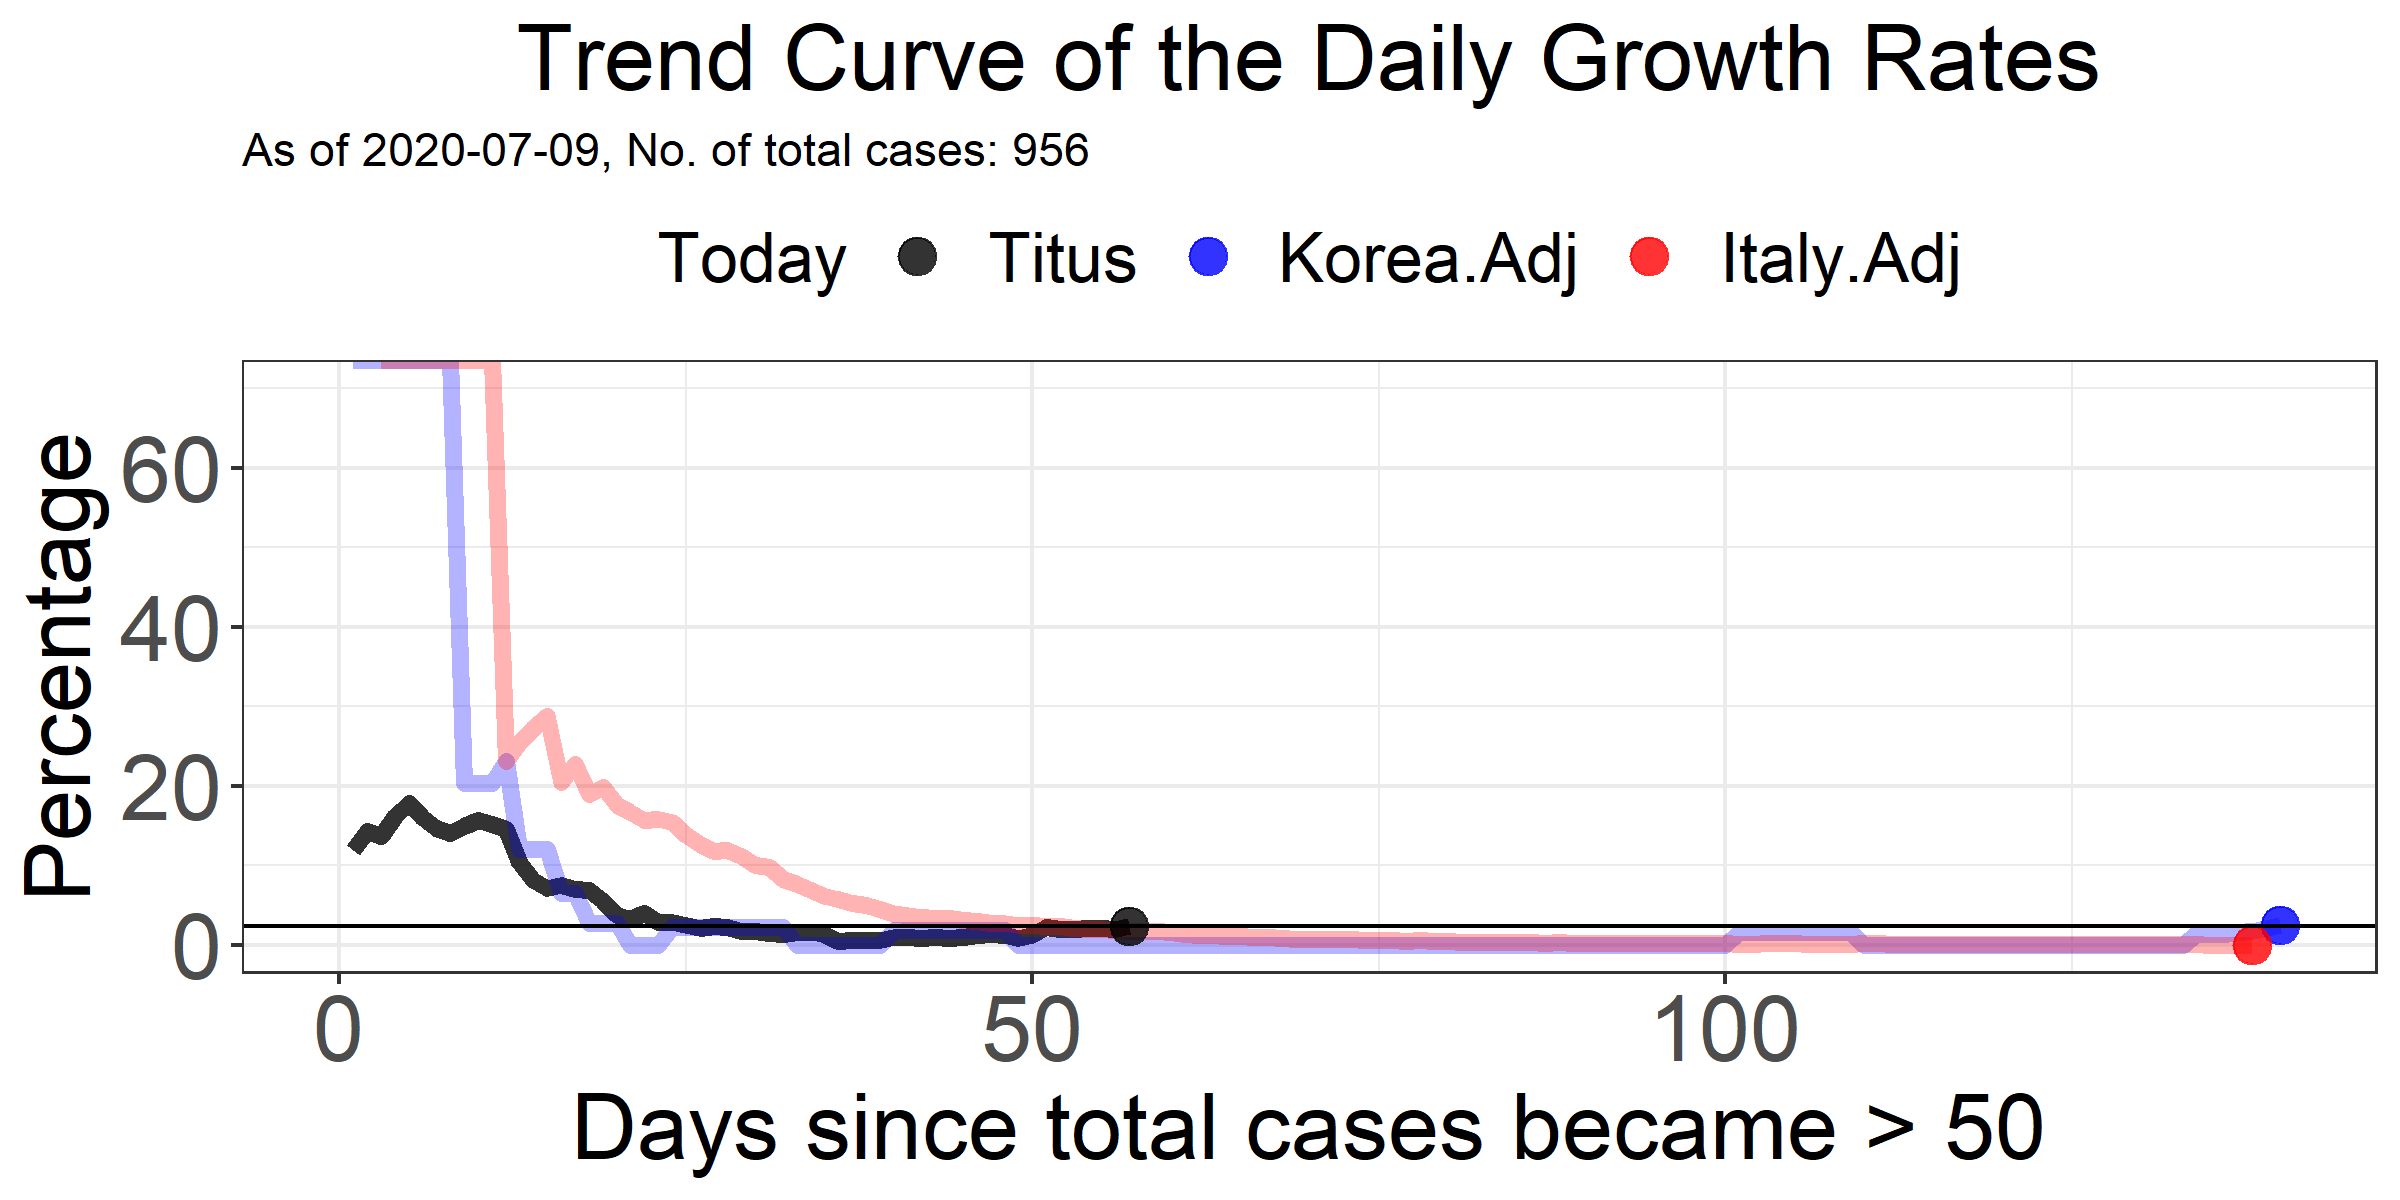 Trend Curve of the Daily Growth Rates
As of 2020-07-09, No. of total cases: 956
Today Titus Korea.Adj Italy.Adj
Percentage
60
40
20
0
0 50 100
Days since total cases became > 50